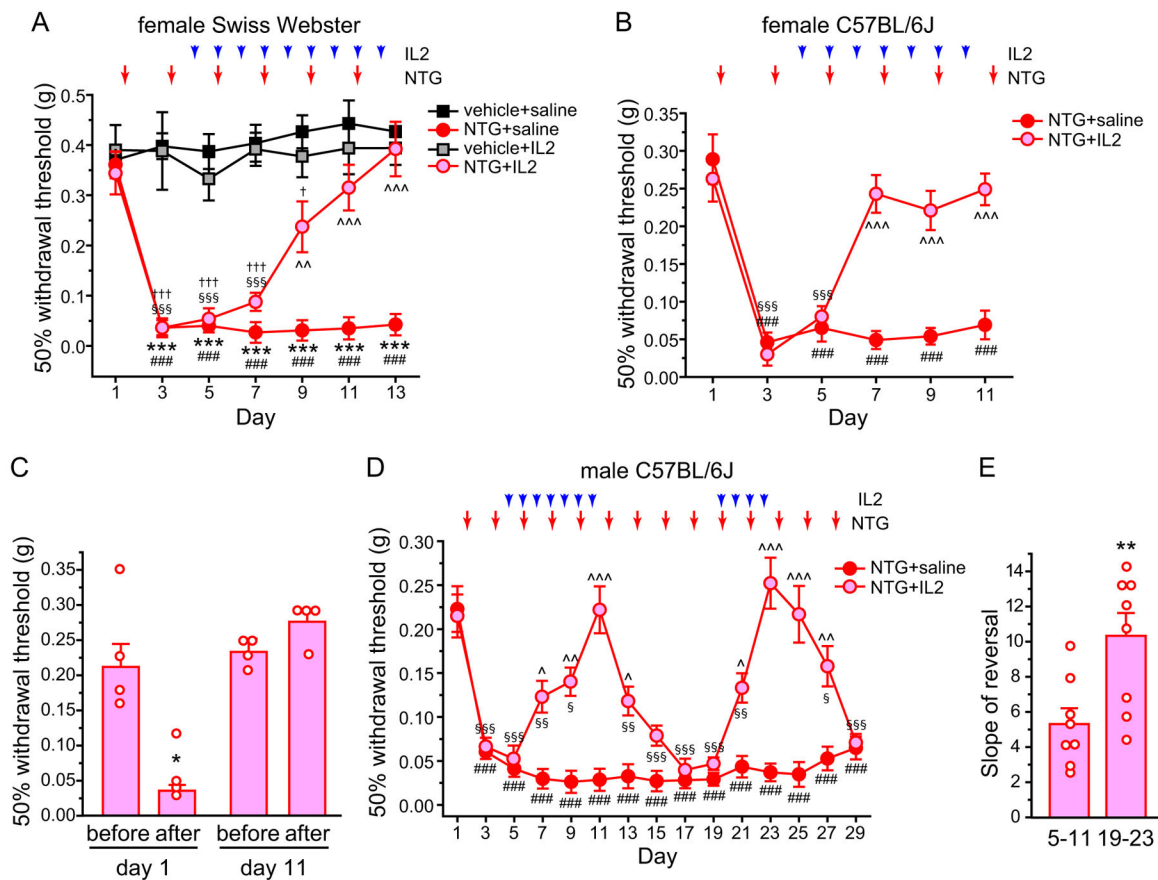 A
female Swiss Webster
IL2
NTG
50% withdrawal threshold (g)
0.5
0.4
0.3
0.2
0.1
0.0
vehicle+saline
NTG+saline
vehicle+IL2
NTG+IL2
†
^^^
^^^
^^
†††
§§§
†††
§§§
†††
§§§
*** *** *** *** *** ***
### ### ### ### ### ###
1 3 5 7 9 11 13
Day
B
female C57BL/6J
IL2
NTG
50% withdrawal threshold (g)
0.35
0.30
0.25
0.20
0.15
0.10
0.05
0.00
NTG+saline
NTG+IL2
^^^ ^^^ ^^^
§§§ §§§
### ### ### ### ###
1 3 5 7 9 11
Day
C
50% withdrawal threshold (g)
0.35
0.30
0.25
0.20
0.15
0.10
0.05
0.00
*
before after before after
day 1 day 11
D
male C57BL/6J
IL2
NTG
50% withdrawal threshold (g)
0.30
0.25
0.20
0.15
0.10
0.05
0.00
NTG+saline
NTG+IL2
^ ^^ ^^^ ^ ^ ^^^ ^^^ ^^
§§§ §§§ §§ § §§ §§§ §§§ §§§ §§ § §§§
### ### ### ### ### ### ### ### ### ### ### ### ### ###
1 3 5 7 9 11 13 15 17 19 21 23 25 27 29
Day
E
Slope of reversal
14
12
10
8
6
4
2
0
**
5-11 19-23